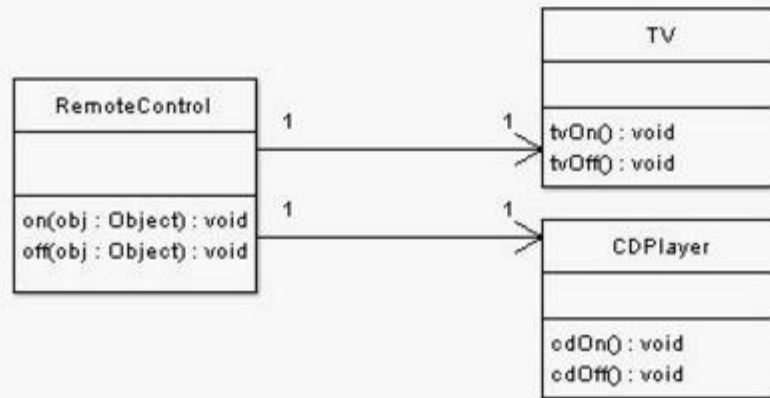 RemoteControl
on(obj : Object) : void
off(obj : Object) : void
1
1
1
1
TV
tvOn() : void
tvOff() : void
CDPlayer
cdOn() : void
cdOff() : void